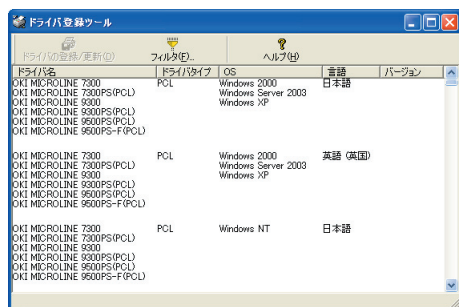 ドライバ登録ツール
ドライバの登録/更新(D) フィルタ(F)... ヘルプ(H)
ドライバ名 ドライバタイプ OS 言語 バージョン
OKI MICROLINE 7300 PCL Windows 2000 日本語
OKI MICROLINE 7300PS(PCL) Windows Server 2003
OKI MICROLINE 9300 Windows XP
OKI MICROLINE 9300PS(PCL)
OKI MICROLINE 9500PS(PCL)
OKI MICROLINE 9500PS-F(PCL)
OKI MICROLINE 7300 PCL Windows 2000 英語 (英国)
OKI MICROLINE 7300PS(PCL) Windows Server 2003
OKI MICROLINE 9300 Windows XP
OKI MICROLINE 9300PS(PCL)
OKI MICROLINE 9500PS(PCL)
OKI MICROLINE 9500PS-F(PCL)
OKI MICROLINE 7300 PCL Windows NT 日本語
OKI MICROLINE 7300PS(PCL)
OKI MICROLINE 9300
OKI MICROLINE 9300PS(PCL)
OKI MICROLINE 9500PS(PCL)
OKI MICROLINE 9500PS-F(PCL)